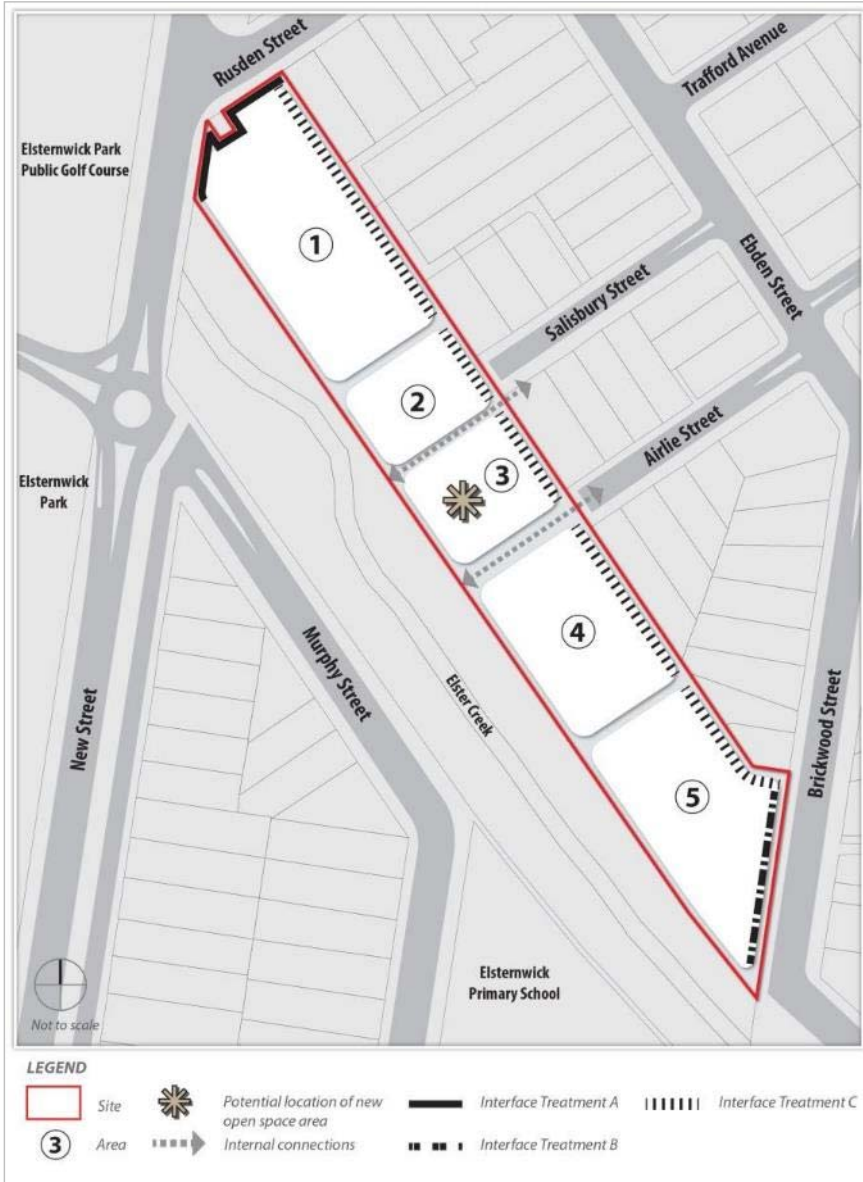 Rusden Street
Trafford Avenue
Elsternwick Park
Public Golf Course
1
Salisbury Street
Ebden Street
2
Airlie Street
3
Elsternwick
Park
4
Murphy Street
Elster Creek
New Street
Brickwood Street
5
Elsternwick
Primary School
Not to scale
LEGEND
Site
Potential location of new
open space area
Interface Treatment A
Interface Treatment C
3
Area
Internal connections
Interface Treatment B